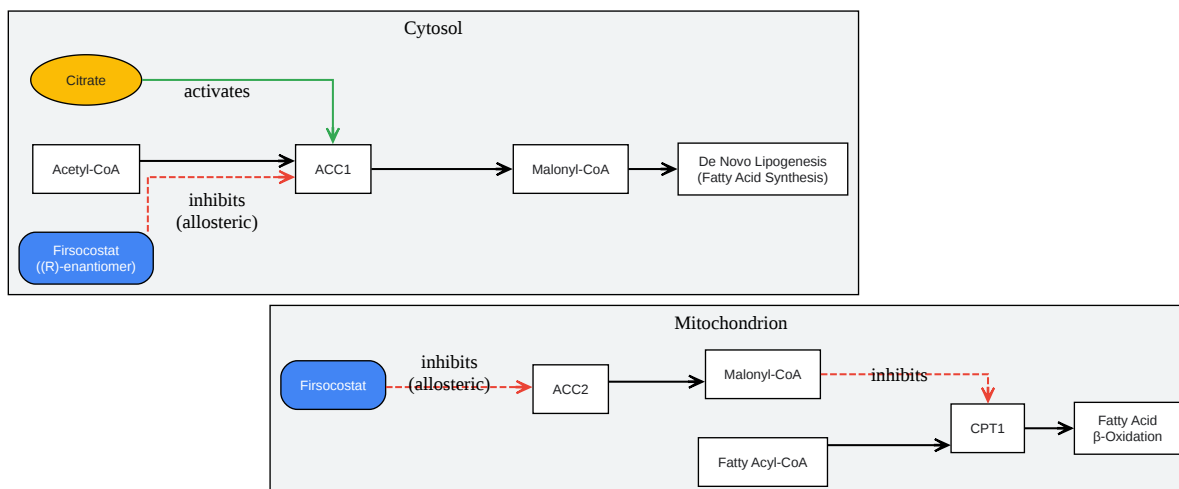 Cytosol
Citrate
activates
Acetyl-CoA
ACC1
Malonyl-CoA
De Novo Lipogenesis
(Fatty Acid Synthesis)
inhibits
(allosteric)
Firsocostat
((R)-enantiomer)
Mitochondrion
Firsocostat
inhibits
(allosteric)
ACC2
Malonyl-CoA
inhibits
CPT1
Fatty Acid
β-Oxidation
Fatty Acyl-CoA